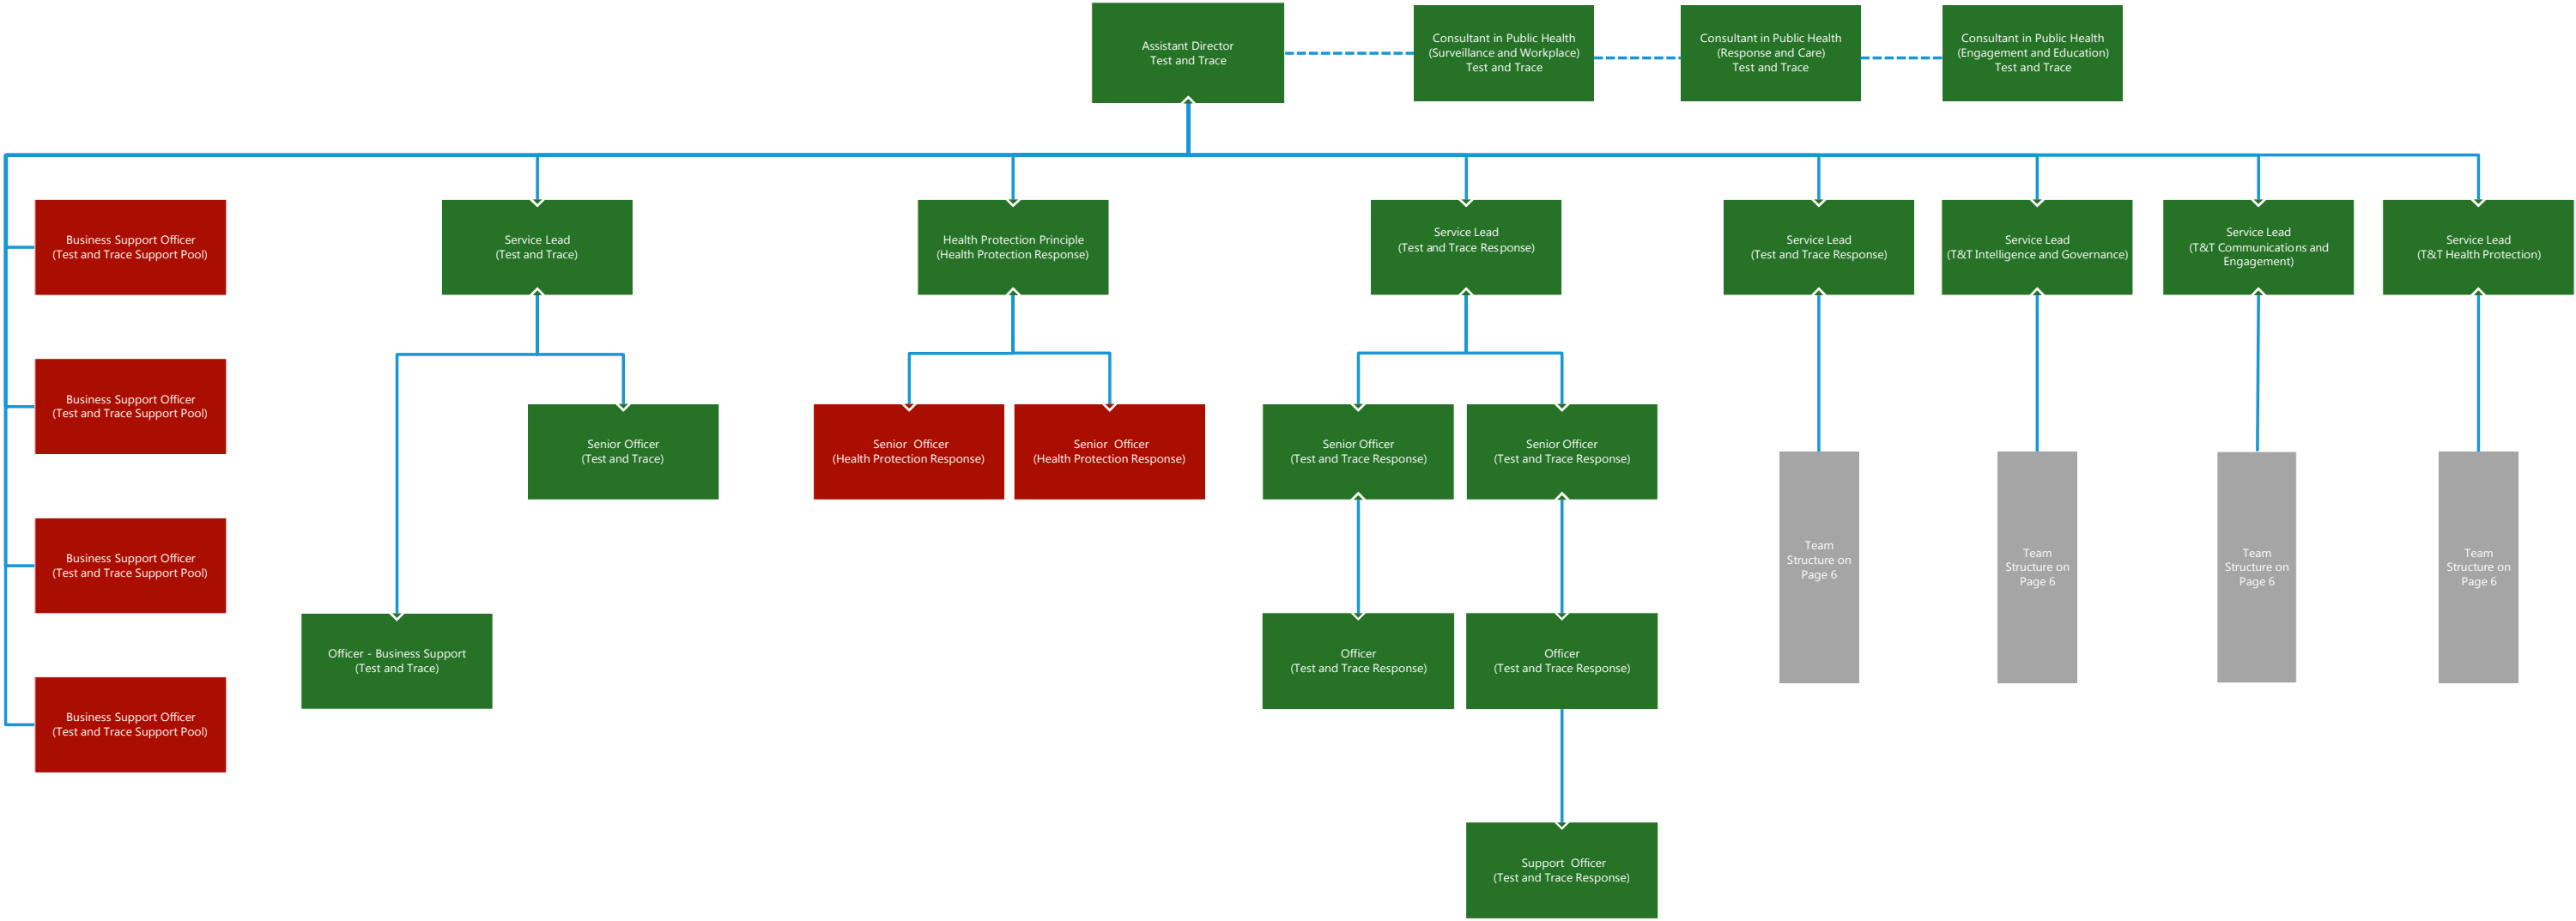 Assistant Director
Test and Trace
Consultant in Public Health
(Surveillance and Workplace)
Test and Trace
Consultant in Public Health
(Response and Care)
Test and Trace
Consultant in Public Health
(Engagement and Education)
Test and Trace
Business Support Officer
(Test and Trace Support Pool)
Service Lead
(Test and Trace)
Health Protection Principle
(Health Protection Response)
Service Lead
(Test and Trace Response)
Service Lead
(Test and Trace Response)
Service Lead
(T&T Intelligence and Governance)
Service Lead
(T&T Communications and
Engagement)
Service Lead
(T&T Health Protection)
Business Support Officer
(Test and Trace Support Pool)
Senior Officer
(Test and Trace)
Senior Officer
(Health Protection Response)
Senior Officer
(Health Protection Response)
Senior Officer
(Test and Trace Response)
Senior Officer
(Test and Trace Response)
Business Support Officer
(Test and Trace Support Pool)
Team
Structure on
Page 6
Team
Structure on
Page 6
Team
Structure on
Page 6
Team
Structure on
Page 6
Officer - Business Support
(Test and Trace)
Officer
(Test and Trace Response)
Officer
(Test and Trace Response)
Business Support Officer
(Test and Trace Support Pool)
Support Officer
(Test and Trace Response)